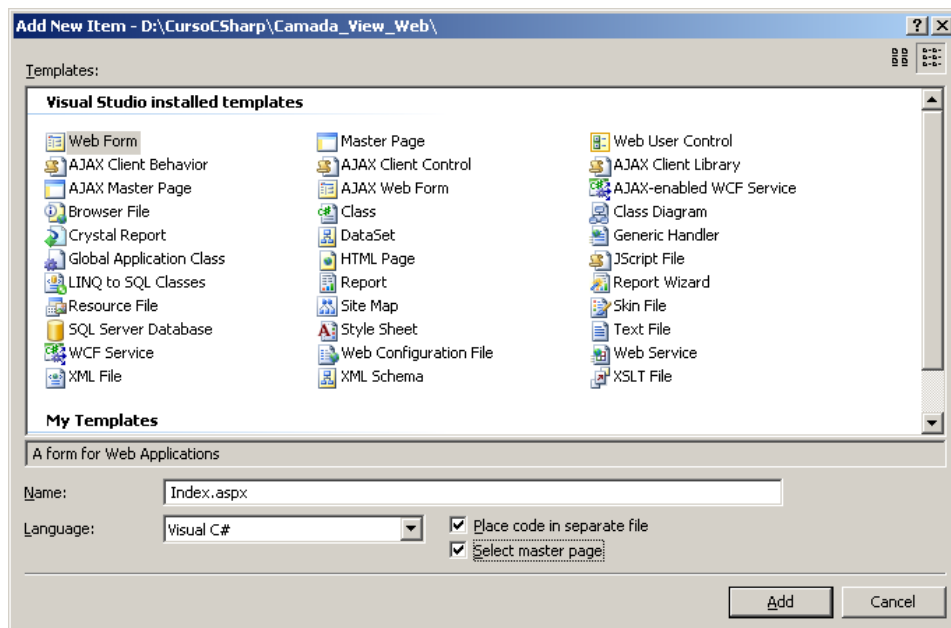 Add New Item - D:\CursoCSharp\Camada_View_Web\
Templates:
Visual Studio installed templates
Web Form Master Page Web User Control
AJAX Client Behavior AJAX Client Control AJAX Client Library
AJAX Master Page AJAX Web Form AJAX-enabled WCF Service
Browser File Class Class Diagram
Crystal Report DataSet Generic Handler
Global Application Class HTML Page JScript File
LINQ to SQL Classes Report Report Wizard
Resource File Site Map Skin File
SQL Server Database Style Sheet Text File
WCF Service Web Configuration File Web Service
XML File XML Schema XSLT File
My Templates
A form for Web Applications
Name: Index.aspx
Language: Visual C# Place code in separate file
Select master page
Add Cancel